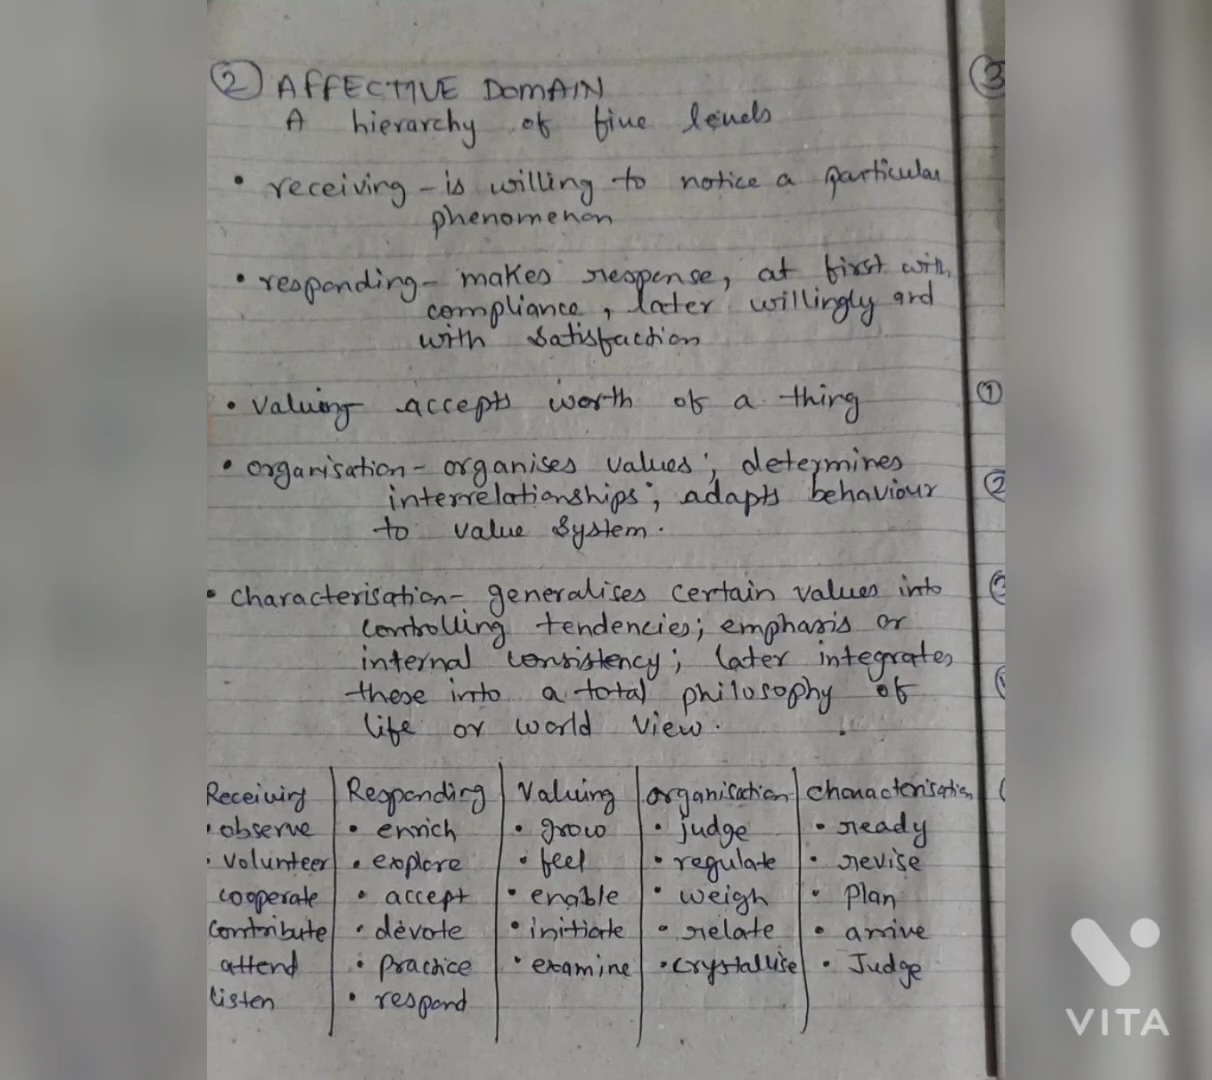 ② AFFECTIVE DOMAIN
A hierarchy of five levels
• receiving - is willing to notice a particular
phenomenon
• responding - makes response, at first with
compliance, later willingly and
with satisfaction
• valuing accepts worth of a thing
• organisation - organises values; determines
interrelationships; adapts behaviour
to value system.
• characterisation - generalises certain values into
controlling tendencies; emphasis or
internal consistency; later integrates
these into a total philosophy of
life or world view.
Receiving | Responding | Valuing | organisation | characterisation
• observe | • enrich | • grow | • judge | • ready
• volunteer | • explore | • feel | • regulate | • revise
cooperate | • accept | • enable | • weigh | • Plan
contribute | • devote | • initiate | • relate | • arrive
attend | • practice | • examine | • crystallise | • Judge
listen | • respond
③
①
②
VITA